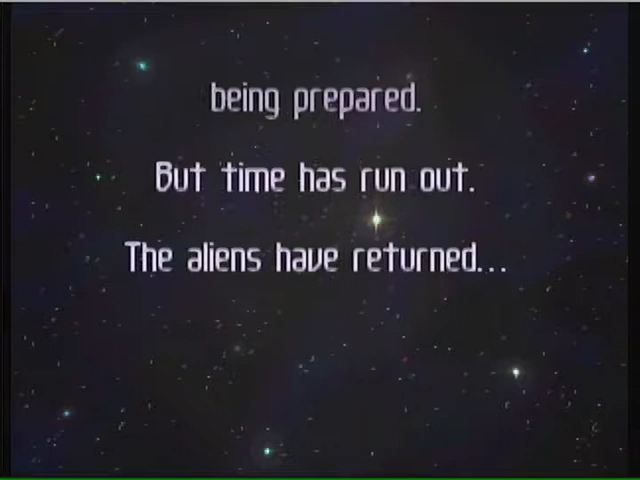 being prepared.
But time has run out.
The aliens have returned...